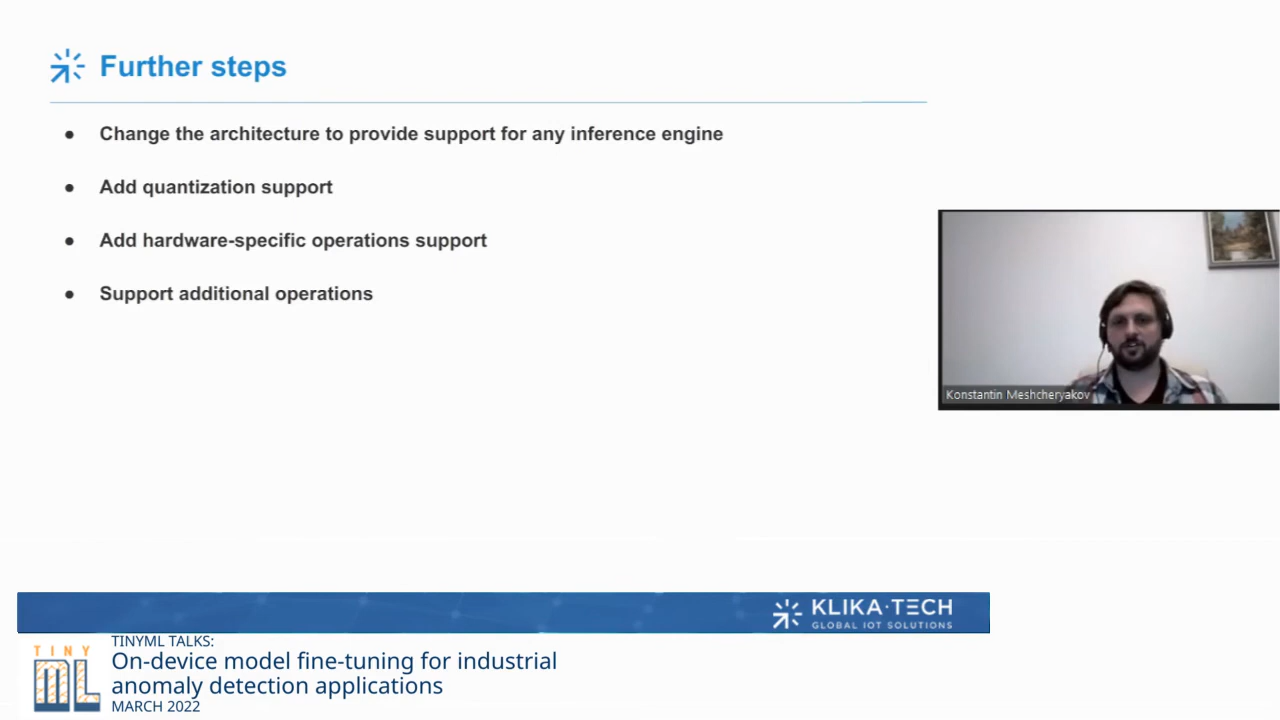 Further steps
● Change the architecture to provide support for any inference engine
● Add quantization support
● Add hardware-specific operations support
● Support additional operations
Konstantin Meshcheryakov
KLIKA·TECH
GLOBAL IOT SOLUTIONS
TINY
mL
TINYML TALKS:
On-device model fine-tuning for industrial
anomaly detection applications
MARCH 2022